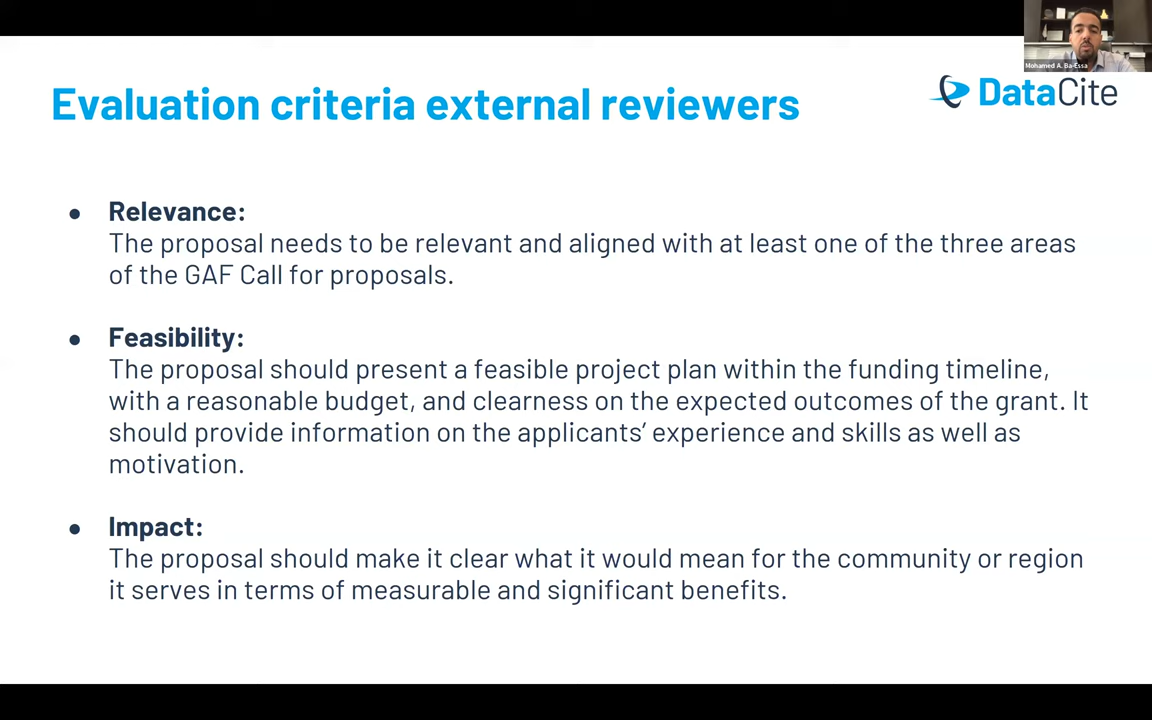 Mohamed A. Ba-Essa
Evaluation criteria external reviewers
DataCite
● Relevance:
The proposal needs to be relevant and aligned with at least one of the three areas
of the GAF Call for proposals.
● Feasibility:
The proposal should present a feasible project plan within the funding timeline,
with a reasonable budget, and clearness on the expected outcomes of the grant. It
should provide information on the applicants’ experience and skills as well as
motivation.
● Impact:
The proposal should make it clear what it would mean for the community or region
it serves in terms of measurable and significant benefits.